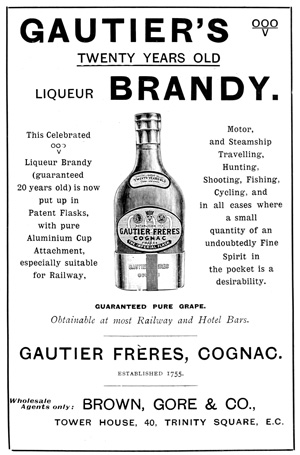 GAUTIER'S
TWENTY YEARS OLD
LIQUEUR BRANDY.
This Celebrated
Liqueur Brandy
(guaranteed
20 years old) is now
put up in
Patent Flasks,
with pure
Aluminium Cup
Attachment,
especially suitable
for Railway,
Motor,
and Steamship
Travelling,
Hunting,
Shooting, Fishing,
Cycling, and
in all cases where
a small
quantity of an
undoubtedly Fine
Spirit in
the pocket is a
desirability.
GAUTIER FRERES
COGNAC
GUARANTEED PURE GRAPE.
Obtainable at most Railway and Hotel Bars.
GAUTIER FRÈRES, COGNAC.
ESTABLISHED 1755.
Wholesale
Agents only: BROWN, GORE & CO.,
TOWER HOUSE, 40, TRINITY SQUARE, E.C.